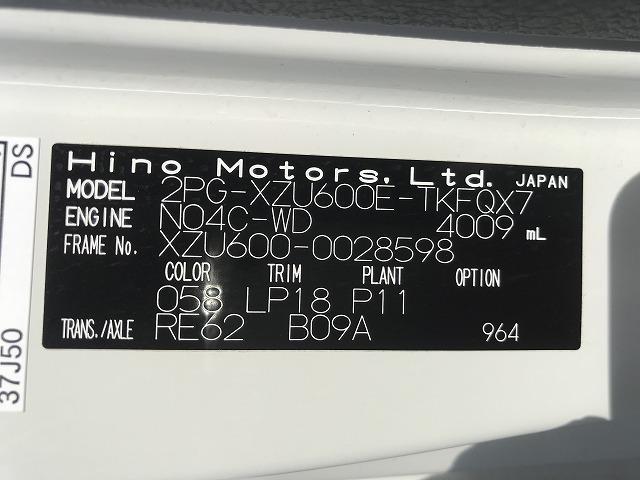 Hino Motors, Ltd. JAPAN
MODEL 2PG-XZU600E-TKFQX7
ENGINE N04C-WD 4009 mL
FRAME No. XZU600-0028598
COLOR TRIM PLANT OPTION
058 LP18 P11
TRANS./AXLE RE62 B09A 964
DS
37J50